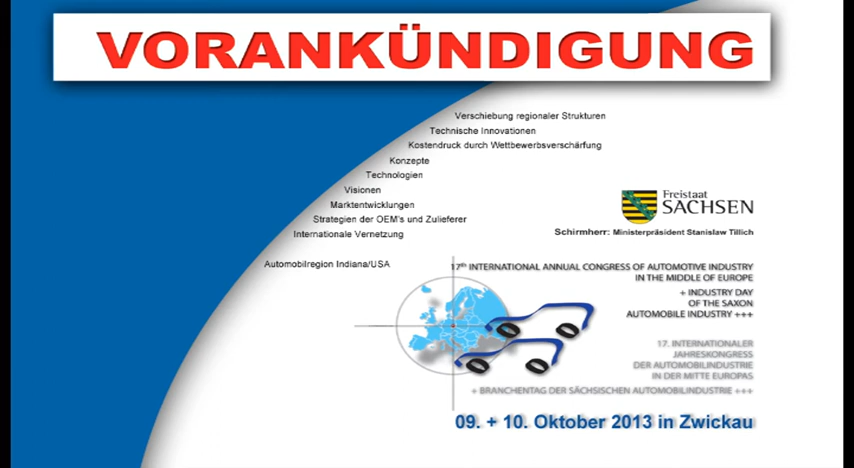 VORANKÜNDIGUNG
Verschiebung regionaler Strukturen
Technische Innovationen
Kostendruck durch Wettbewerbsverschärfung
Konzepte
Technologien
Visionen
Marktentwicklungen
Strategien der OEM's und Zulieferer
Internationale Vernetzung
Automobilregion Indiana/USA
Freistaat
SACHSEN
Schirmherr: Ministerpräsident Stanislaw Tillich
17th INTERNATIONAL ANNUAL CONGRESS OF AUTOMOTIVE INDUSTRY
IN THE MIDDLE OF EUROPE
+ INDUSTRY DAY
OF THE SAXON
AUTOMOBILE INDUSTRY +++
17. INTERNATIONALER
JAHRESKONGRESS
DER AUTOMOBILINDUSTRIE
IN DER MITTE EUROPAS
+ BRANCHENTAG DER SÄCHSISCHEN AUTOMOBILINDUSTRIE +++
09. + 10. Oktober 2013 in Zwickau